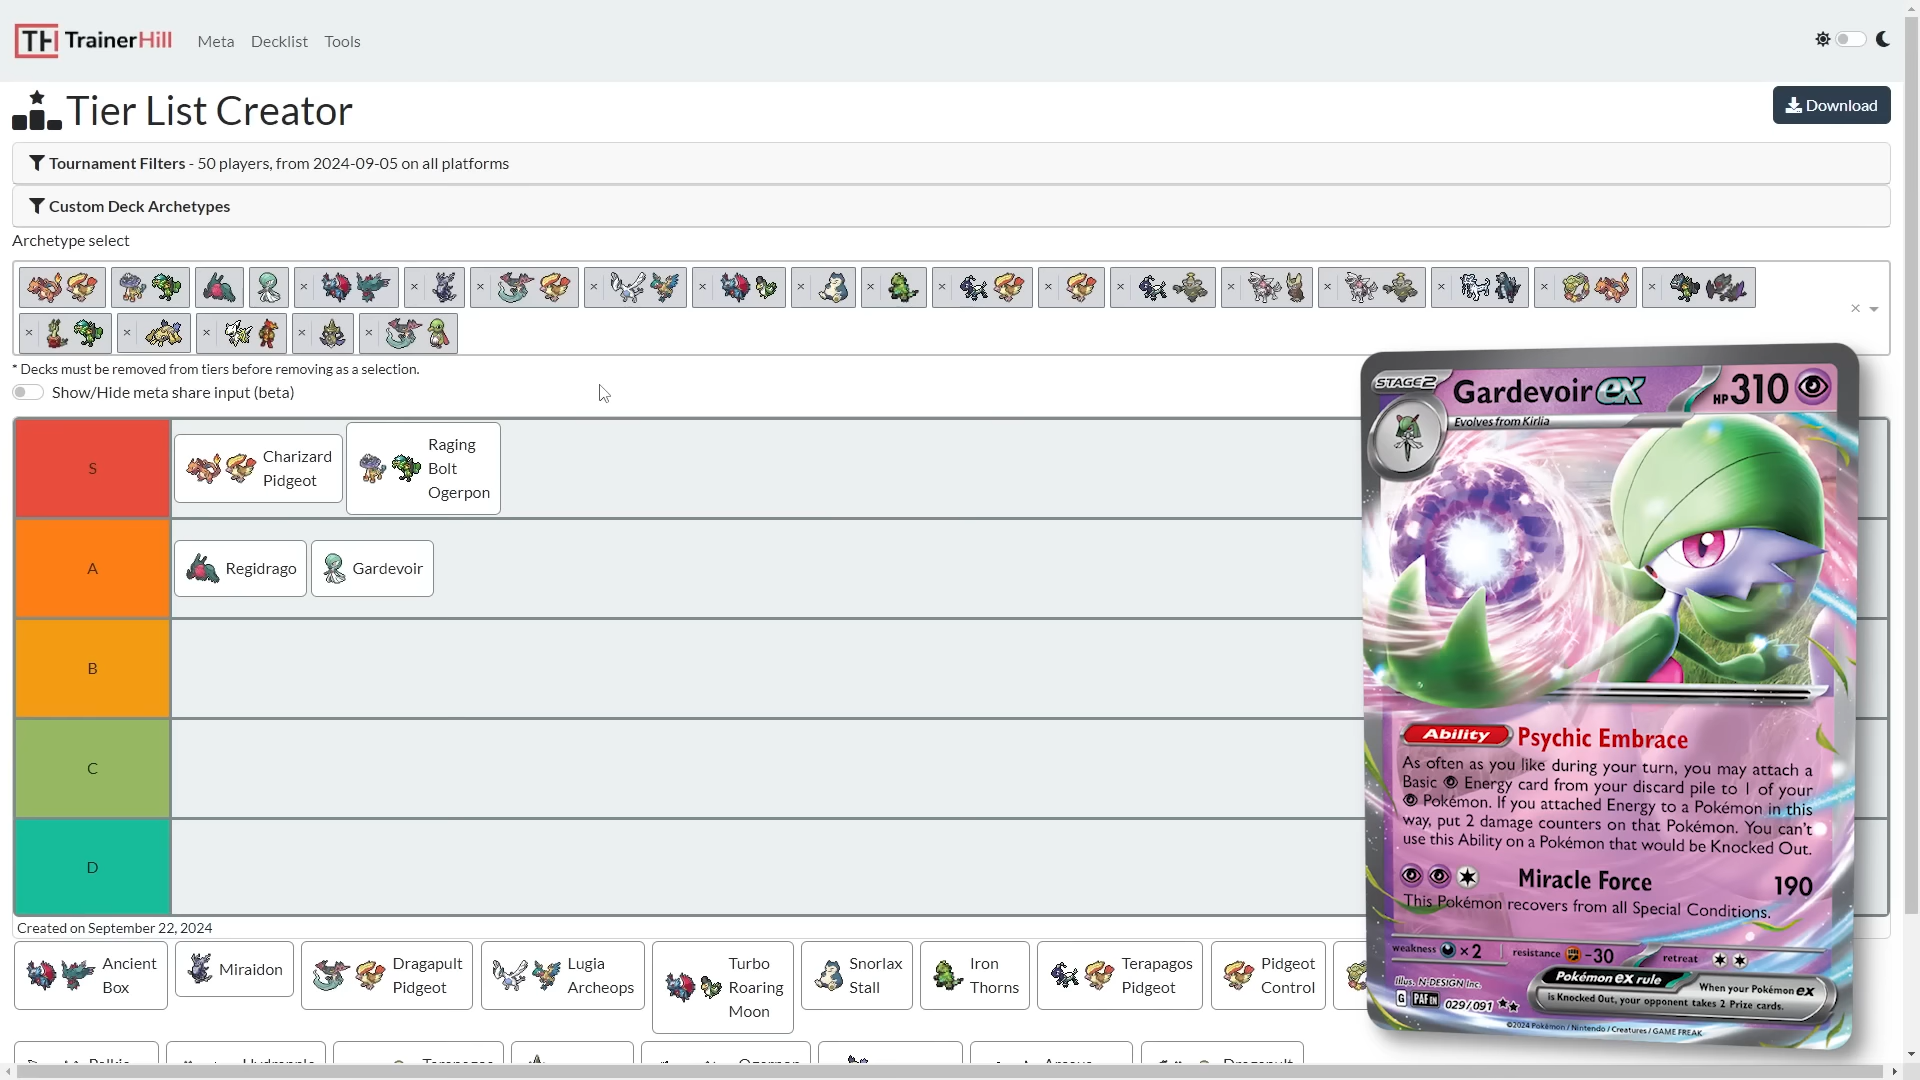 TH TrainerHill
Meta
Decklist
Tools
Tier List Creator
Download
Tournament Filters - 50 players, from 2024-09-05 on all platforms
Custom Deck Archetypes
Archetype select
* Decks must be removed from tiers before removing as a selection.
Show/Hide meta share input (beta)
S
Charizard
Pidgeot
Raging
Bolt
Ogerpon
A
Regidrago
Gardevoir
B
C
D
Created on September 22, 2024
Ancient
Box
Miraidon
Dragapult
Pidgeot
Lugia
Archeops
Turbo
Roaring
Moon
Snorlax
Stall
Iron
Thorns
Terapagos
Pidgeot
Pidgeot
Control
STAGE2
Gardevoir ex
HP 310
Evolves from Kirlia
Ability Psychic Embrace
As often as you like during your turn, you may attach a
Basic Energy card from your discard pile to 1 of your
Pokémon. If you attached Energy to a Pokémon in this
way, put 2 damage counters on that Pokémon. You can't
use this Ability on a Pokémon that would be Knocked Out.
Miracle Force 190
This Pokémon recovers from all Special Conditions.
weakness ×2
resistance -30
retreat
Illus. N-DESIGN Inc.
G PAF EN 029/091
Pokémon ex rule
When your Pokémon ex
is Knocked Out, your opponent takes 2 Prize cards.
©2024 Pokémon / Nintendo / Creatures / GAME FREAK